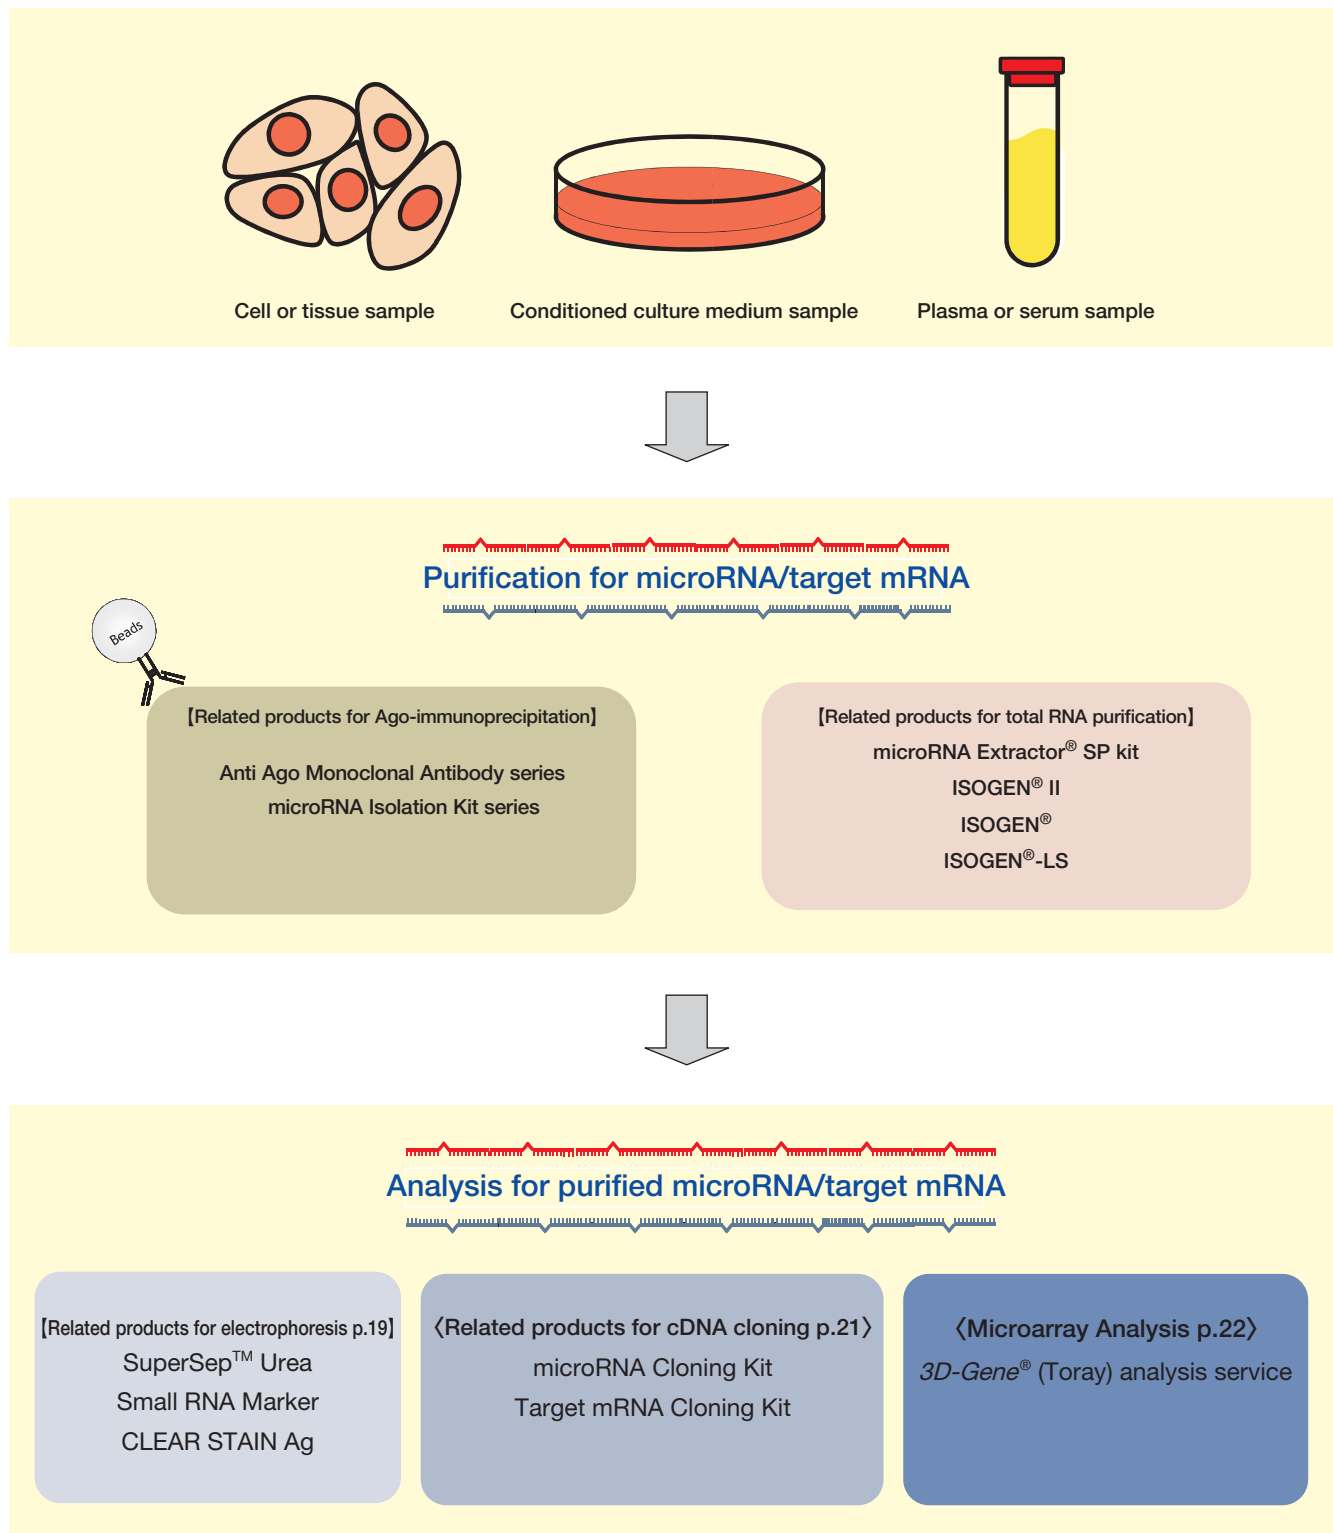 Cell or tissue sample
Conditioned culture medium sample
Plasma or serum sample
Purification for microRNA/target mRNA
Beads
【Related products for Ago-immunoprecipitation】
Anti Ago Monoclonal Antibody series
microRNA Isolation Kit series
【Related products for total RNA purification】
microRNA Extractor® SP kit
ISOGEN® II
ISOGEN®
ISOGEN®-LS
Analysis for purified microRNA/target mRNA
【Related products for electrophoresis p.19】
SuperSep™ Urea
Small RNA Marker
CLEAR STAIN Ag
〈Related products for cDNA cloning p.21〉
microRNA Cloning Kit
Target mRNA Cloning Kit
〈Microarray Analysis p.22〉
3D-Gene® (Toray) analysis service